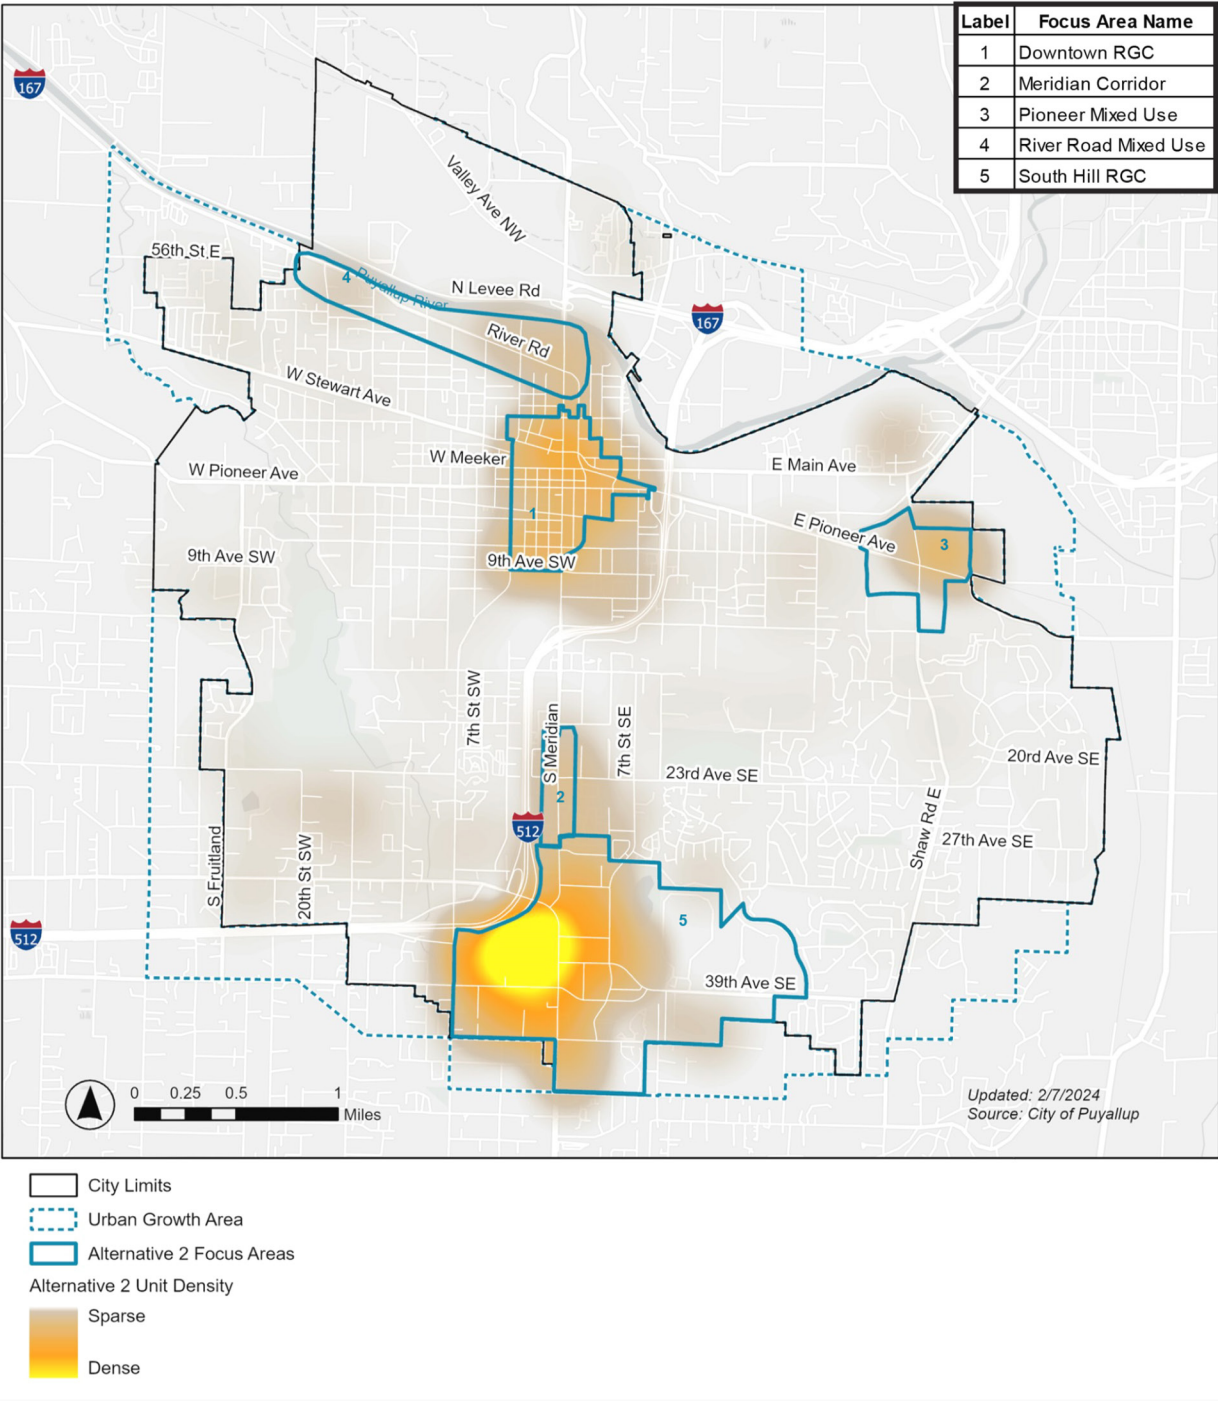 Label Focus Area Name
1 Downtown RGC
2 Meridian Corridor
3 Pioneer Mixed Use
4 River Road Mixed Use
5 South Hill RGC
167
Valley Ave NW
56th St E
4
Puyallup River
N Levee Rd
167
River Rd
W Stewart Ave
W Meeker
E Main Ave
W Pioneer Ave
1
E Pioneer Ave
3
9th Ave SW
9th Ave SW
7th St SW
S Meridian
7th St SE
20rd Ave SE
23rd Ave SE
2
512
Shaw Rd E
27th Ave SE
S Fruitland
20th St SW
5
512
39th Ave SE
0 0.25 0.5 1
Miles
Updated: 2/7/2024
Source: City of Puyallup
City Limits
Urban Growth Area
Alternative 2 Focus Areas
Alternative 2 Unit Density
Sparse
Dense